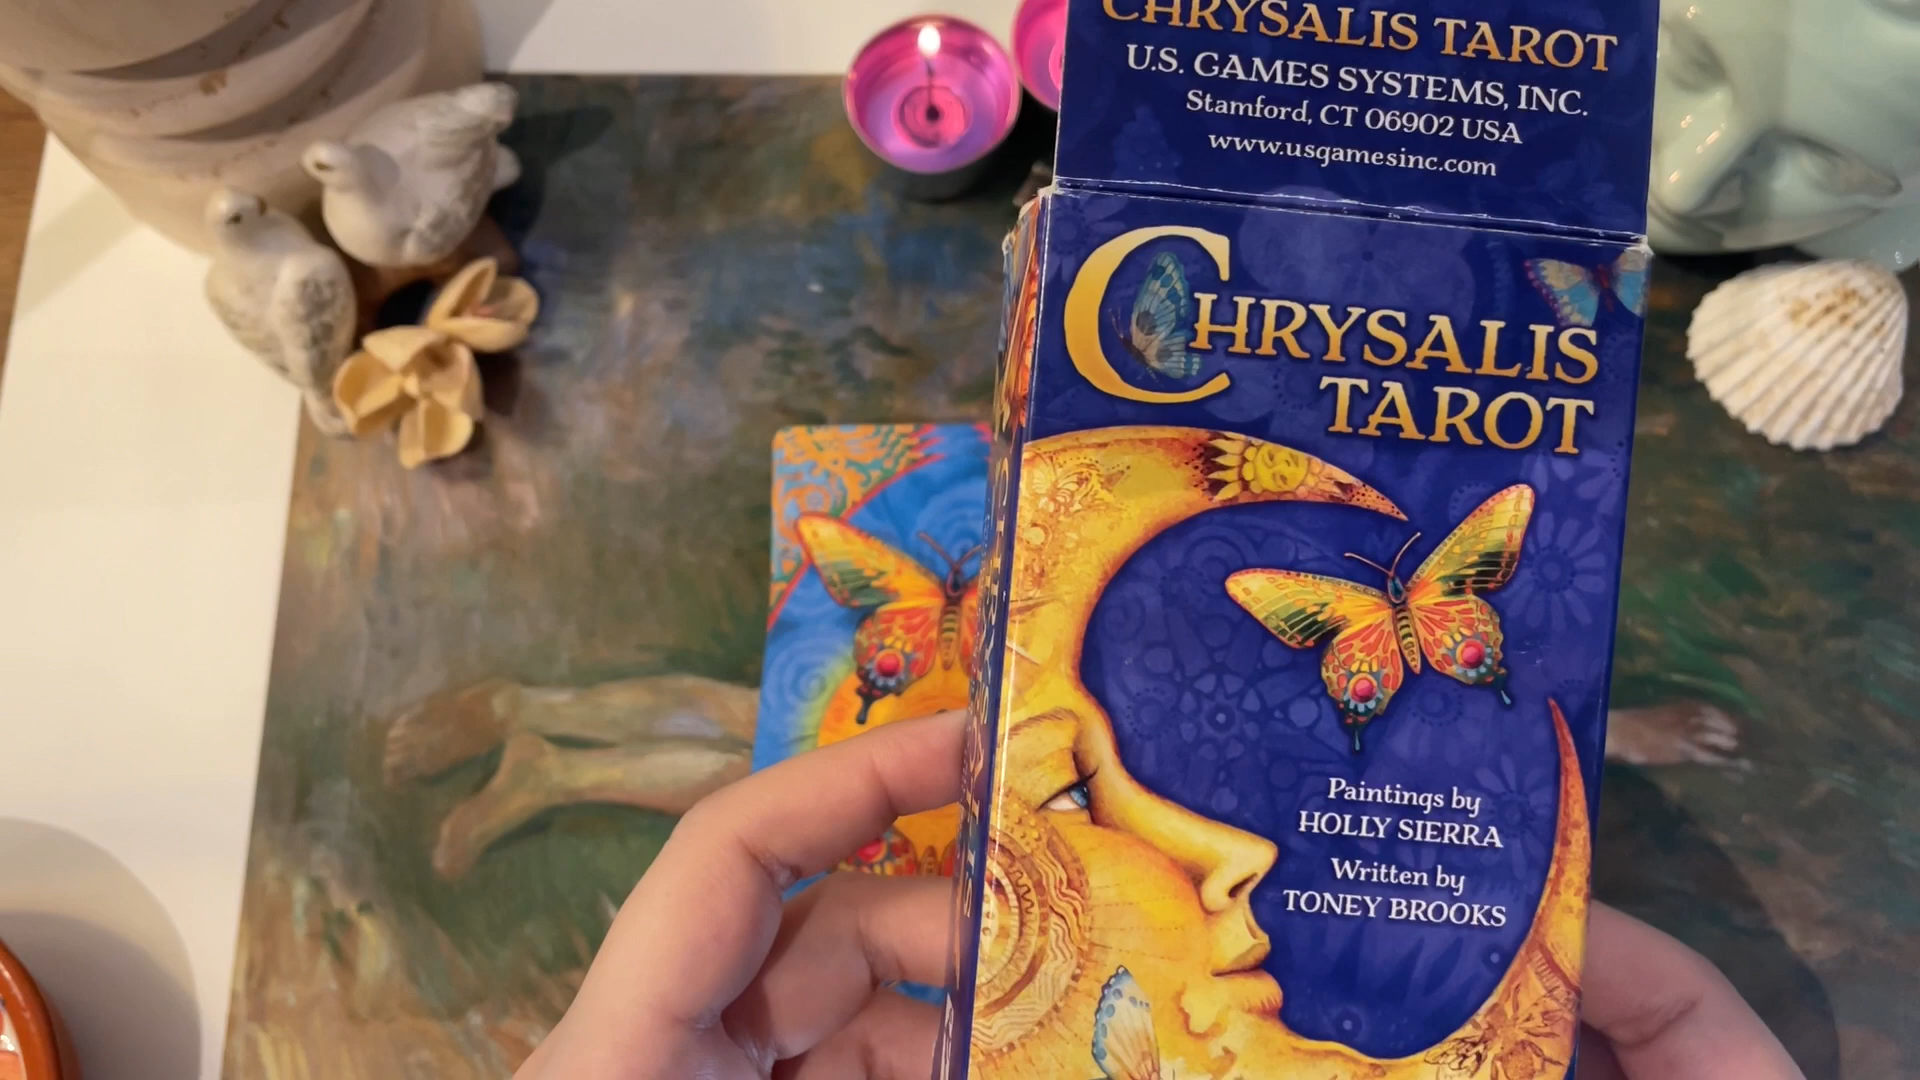 CHRYSALIS TAROT
U.S. GAMES SYSTEMS, INC.
Stamford, CT 06902 USA
www.usgamesinc.com
CHRYSALIS
TAROT
Paintings by
HOLLY SIERRA
Written by
TONEY BROOKS